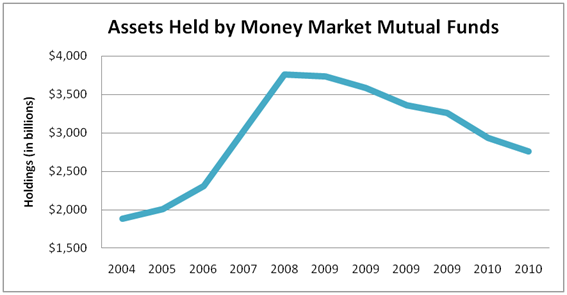 Assets Held by Money Market Mutual Funds
Holdings (in billions)
$4,000
$3,500
$3,000
$2,500
$2,000
$1,500
2004 2005 2006 2007 2008 2009 2009 2009 2009 2010 2010